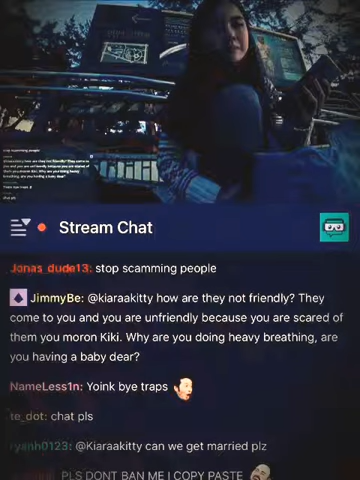 Stream Chat
Jonas_dude13: stop scamming people
JimmyBe: @kiaraakitty how are they not friendly? They
come to you and you are unfriendly because you are scared of
them you moron Kiki. Why are you doing heavy breathing, are
you having a baby dear?
NameLess1n: Yoink bye traps
te_dot: chat pls
ryanh0123: @Kiaraakitty can we get married plz
PLS DONT BAN ME I COPY PASTE